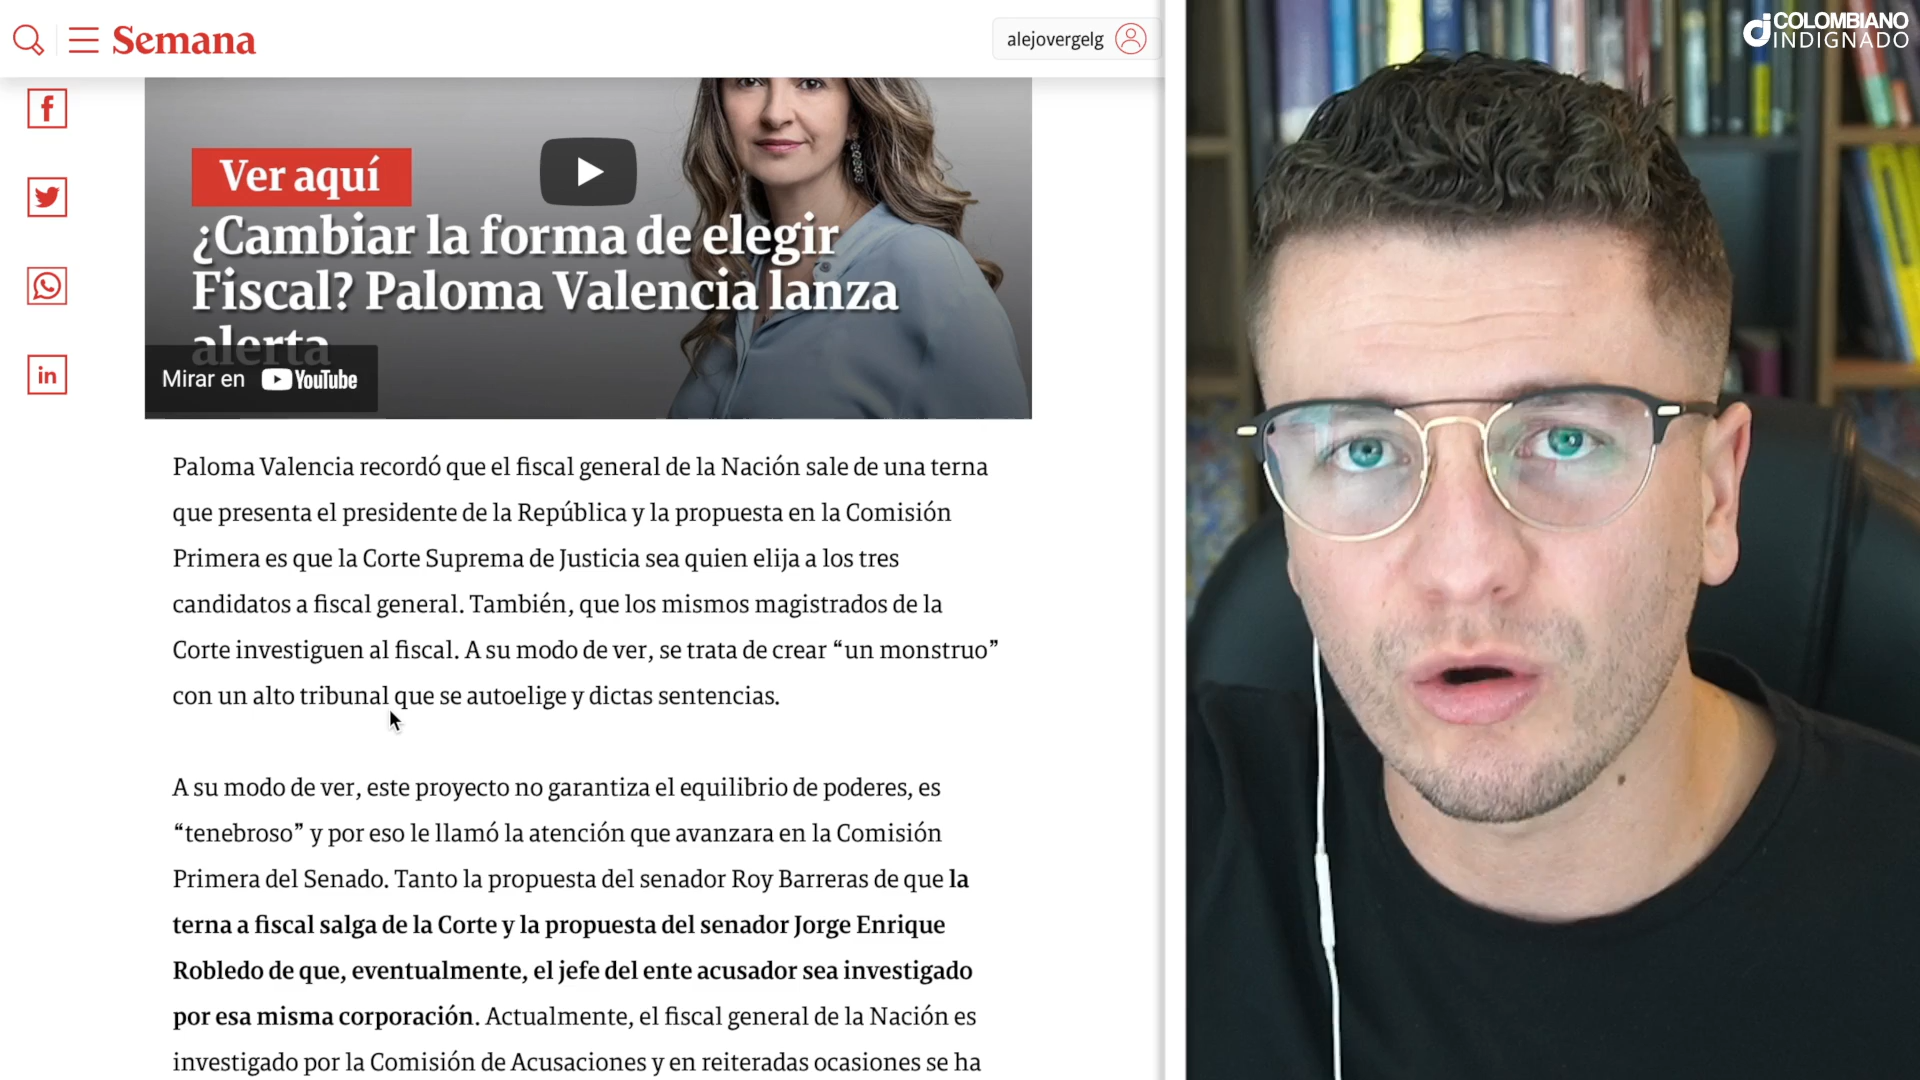 Semana
alejovergelg
COLOMBIANO
INDIGNADO
f
in
Ver aquí
¿Cambiar la forma de elegir
Fiscal? Paloma Valencia lanza
alerta
Mirar en YouTube
Paloma Valencia recordó que el fiscal general de la Nación sale de una terna
que presenta el presidente de la República y la propuesta en la Comisión
Primera es que la Corte Suprema de Justicia sea quien elija a los tres
candidatos a fiscal general. También, que los mismos magistrados de la
Corte investiguen al fiscal. A su modo de ver, se trata de crear “un monstruo”
con un alto tribunal que se autoelige y dictas sentencias.
A su modo de ver, este proyecto no garantiza el equilibrio de poderes, es
“tenebroso” y por eso le llamó la atención que avanzara en la Comisión
Primera del Senado. Tanto la propuesta del senador Roy Barreras de que la
terna a fiscal salga de la Corte y la propuesta del senador Jorge Enrique
Robledo de que, eventualmente, el jefe del ente acusador sea investigado
por esa misma corporación. Actualmente, el fiscal general de la Nación es
investigado por la Comisión de Acusaciones y en reiteradas ocasiones se ha